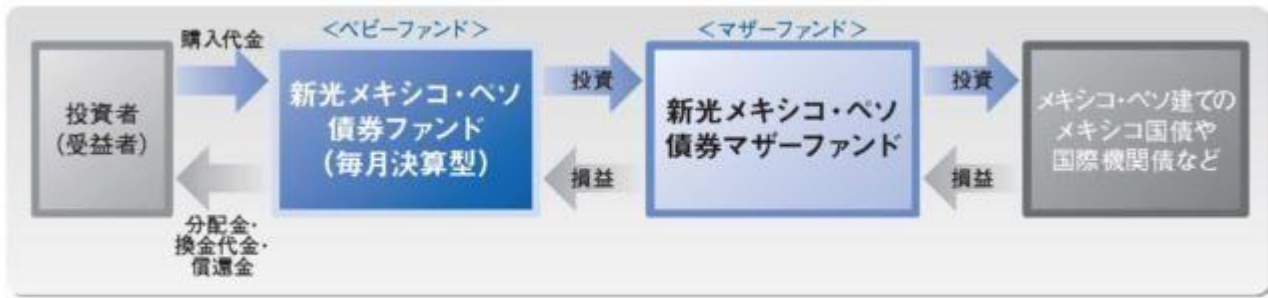 購入代金
＜ベビーファンド＞
＜マザーファンド＞
投資者
(受益者)
新光メキシコ・ペソ
債券ファンド
(毎月決算型)
投資
損益
新光メキシコ・ペソ
債券マザーファンド
投資
損益
メキシコ・ペソ建ての
メキシコ国債や
国際機関債など
分配金・
換金代金・
償還金